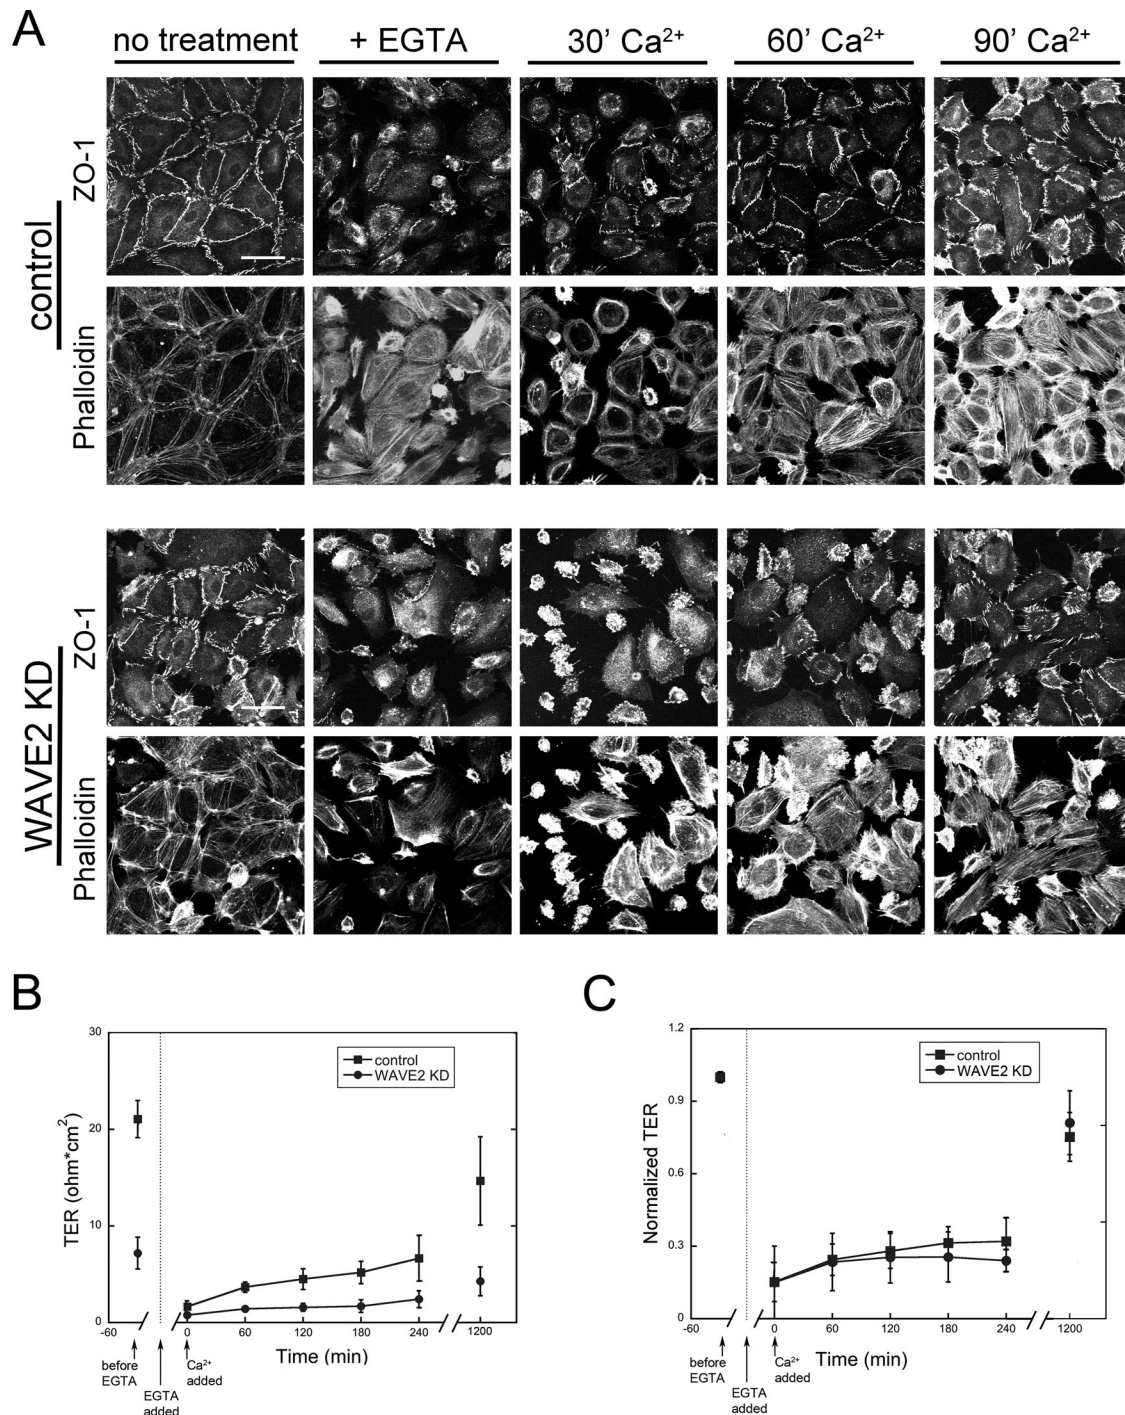 A
no treatment
+ EGTA
30’ Ca²⁺
60’ Ca²⁺
90’ Ca²⁺
control
ZO-1
Phalloidin
WAVE2 KD
ZO-1
Phalloidin
B
TER (ohm*cm²)
30
20
10
0
control
WAVE2 KD
-60
0
60
120
180
240
1200
Time (min)
before
EGTA
EGTA
added
Ca²⁺
added
C
Normalized TER
1.2
0.9
0.6
0.3
0
control
WAVE2 KD
-60
0
60
120
180
240
1200
Time (min)
before
EGTA
EGTA
added
Ca²⁺
added